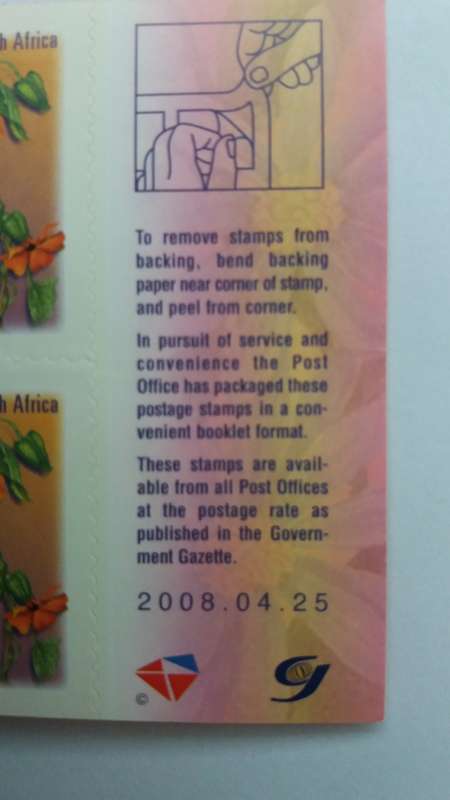 h Africa
h Africa
To remove stamps from
backing, bend backing
paper near corner of stamp,
and peel from corner.
In pursuit of service and
convenience the Post
Office has packaged these
postage stamps in a con-
venient booklet format.
These stamps are avail-
able from all Post Offices
at the postage rate as
published in the Govern-
ment Gazette.
2008.04.25
©